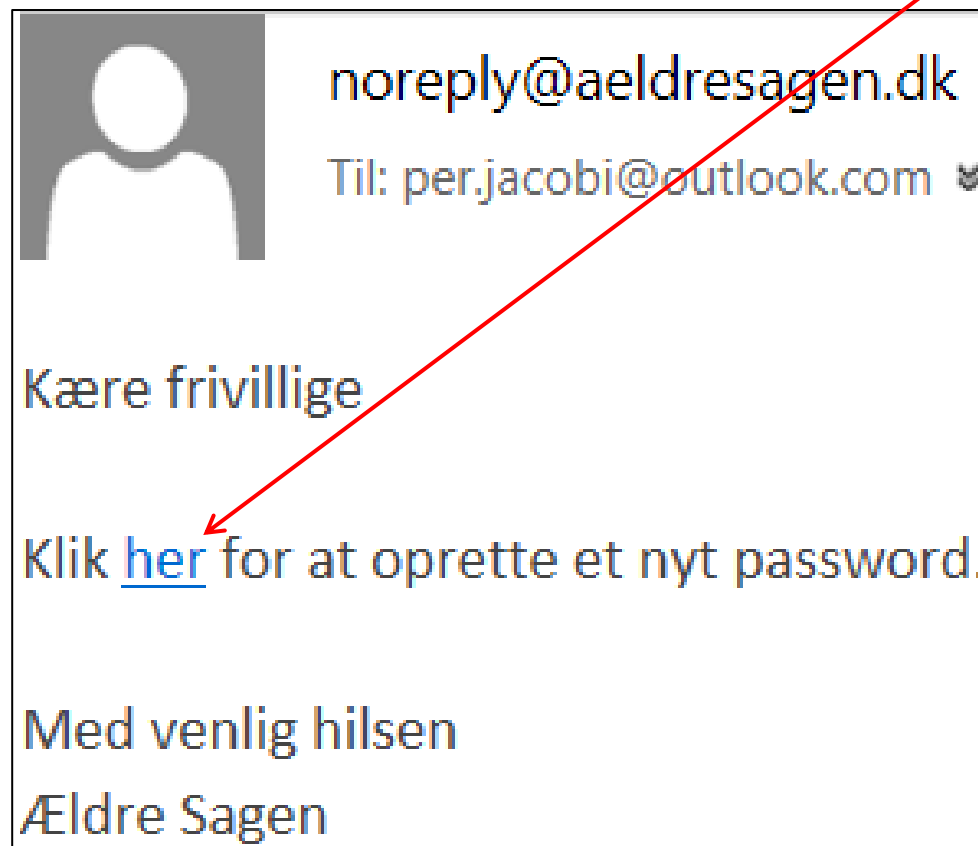 noreply@aeldresagen.dk
Til: per.jacobi@outlook.com
Kære frivillige
Klik her for at oprette et nyt password.
Med venlig hilsen
Ældre Sagen